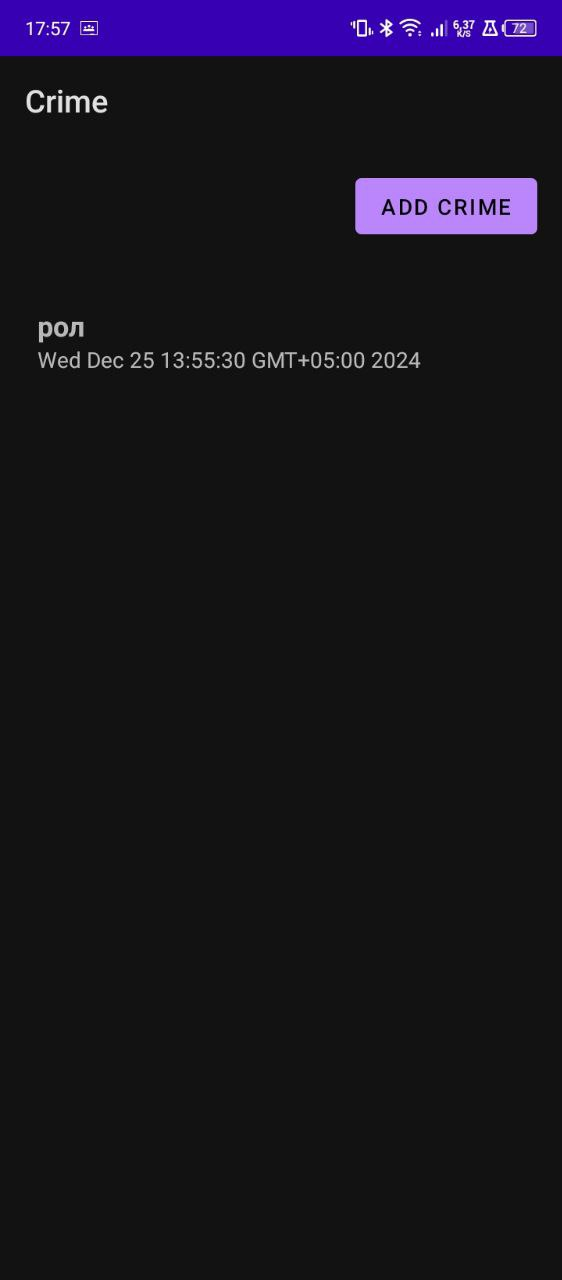 17:57 6,37 K/S 72
Crime
ADD CRIME
рол
Wed Dec 25 13:55:30 GMT+05:00 2024